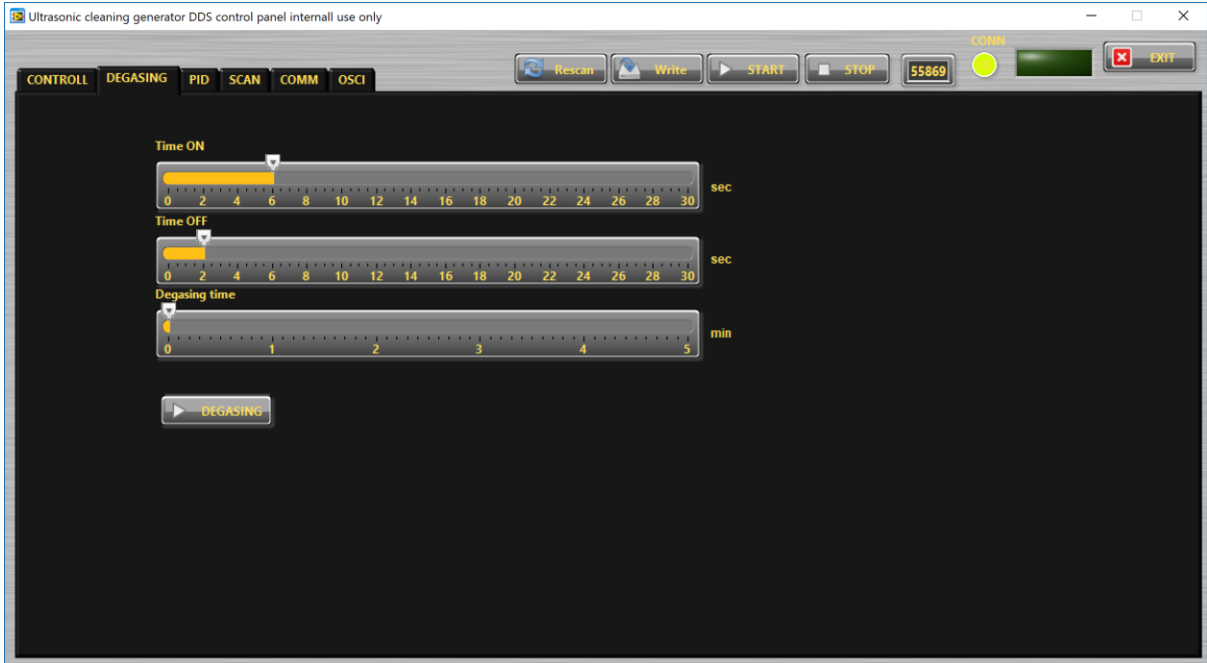 Ultrasonic cleaning generator DDS control panel internall use only
CONN
Rescan Write START STOP 55869 EXIT
CONTROLL DEGASING PID SCAN COMM OSCI
Time ON
0 2 4 6 8 10 12 14 16 18 20 22 24 26 28 30 sec
Time OFF
0 2 4 6 8 10 12 14 16 18 20 22 24 26 28 30 sec
Degasing time
0 1 2 3 4 5 min
DEGASING